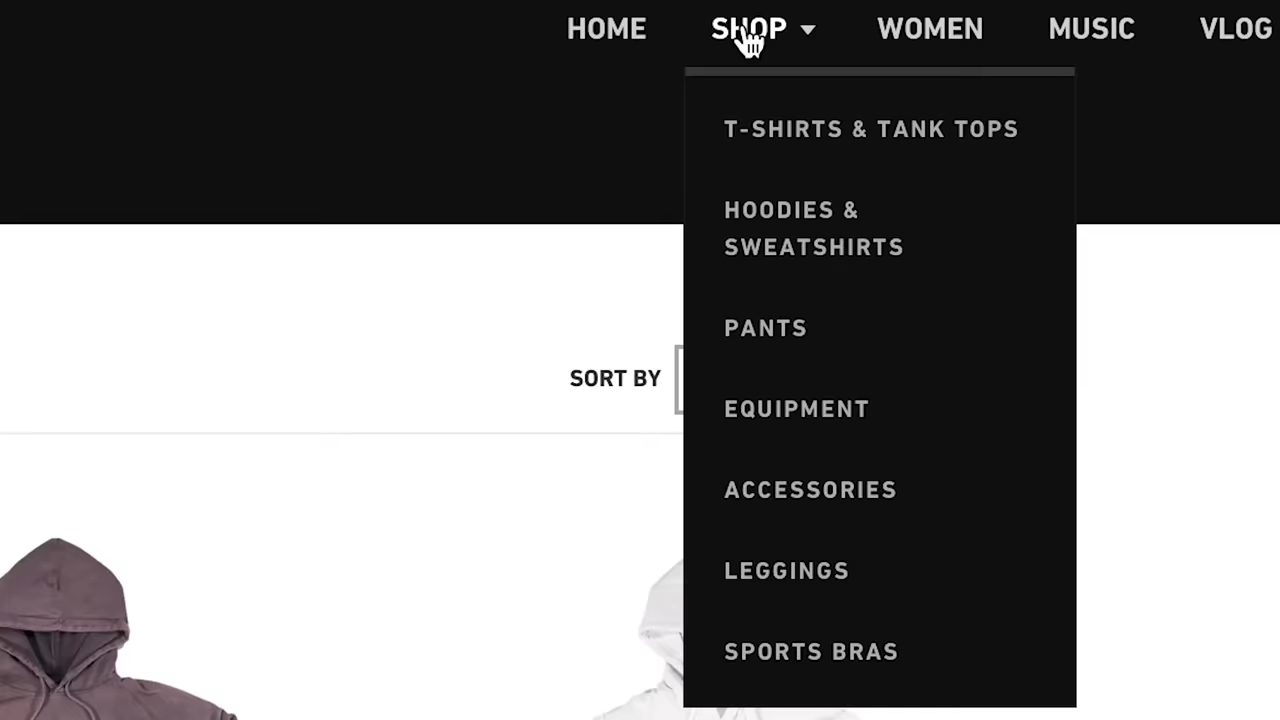 HOME SHOP WOMEN MUSIC VLOG
T-SHIRTS & TANK TOPS
HOODIES &
SWEATSHIRTS
PANTS
SORT BY
EQUIPMENT
ACCESSORIES
LEGGINGS
SPORTS BRAS